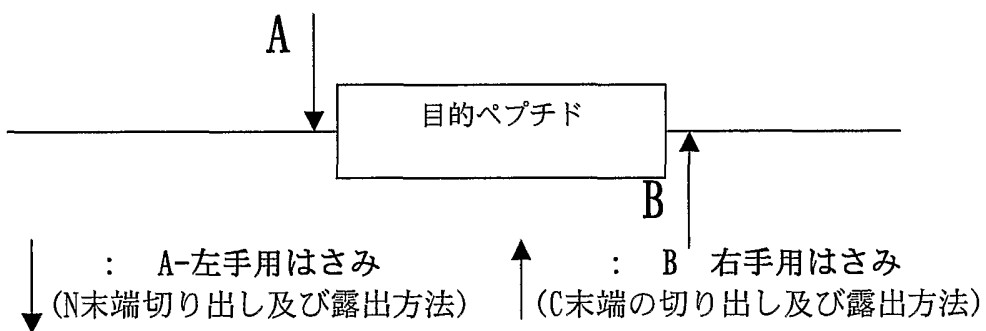 A
目的ペプチド
B
: A-左手用はさみ
(N末端切り出し及び露出方法)
: B 右手用はさみ
(C末端の切り出し及び露出方法)